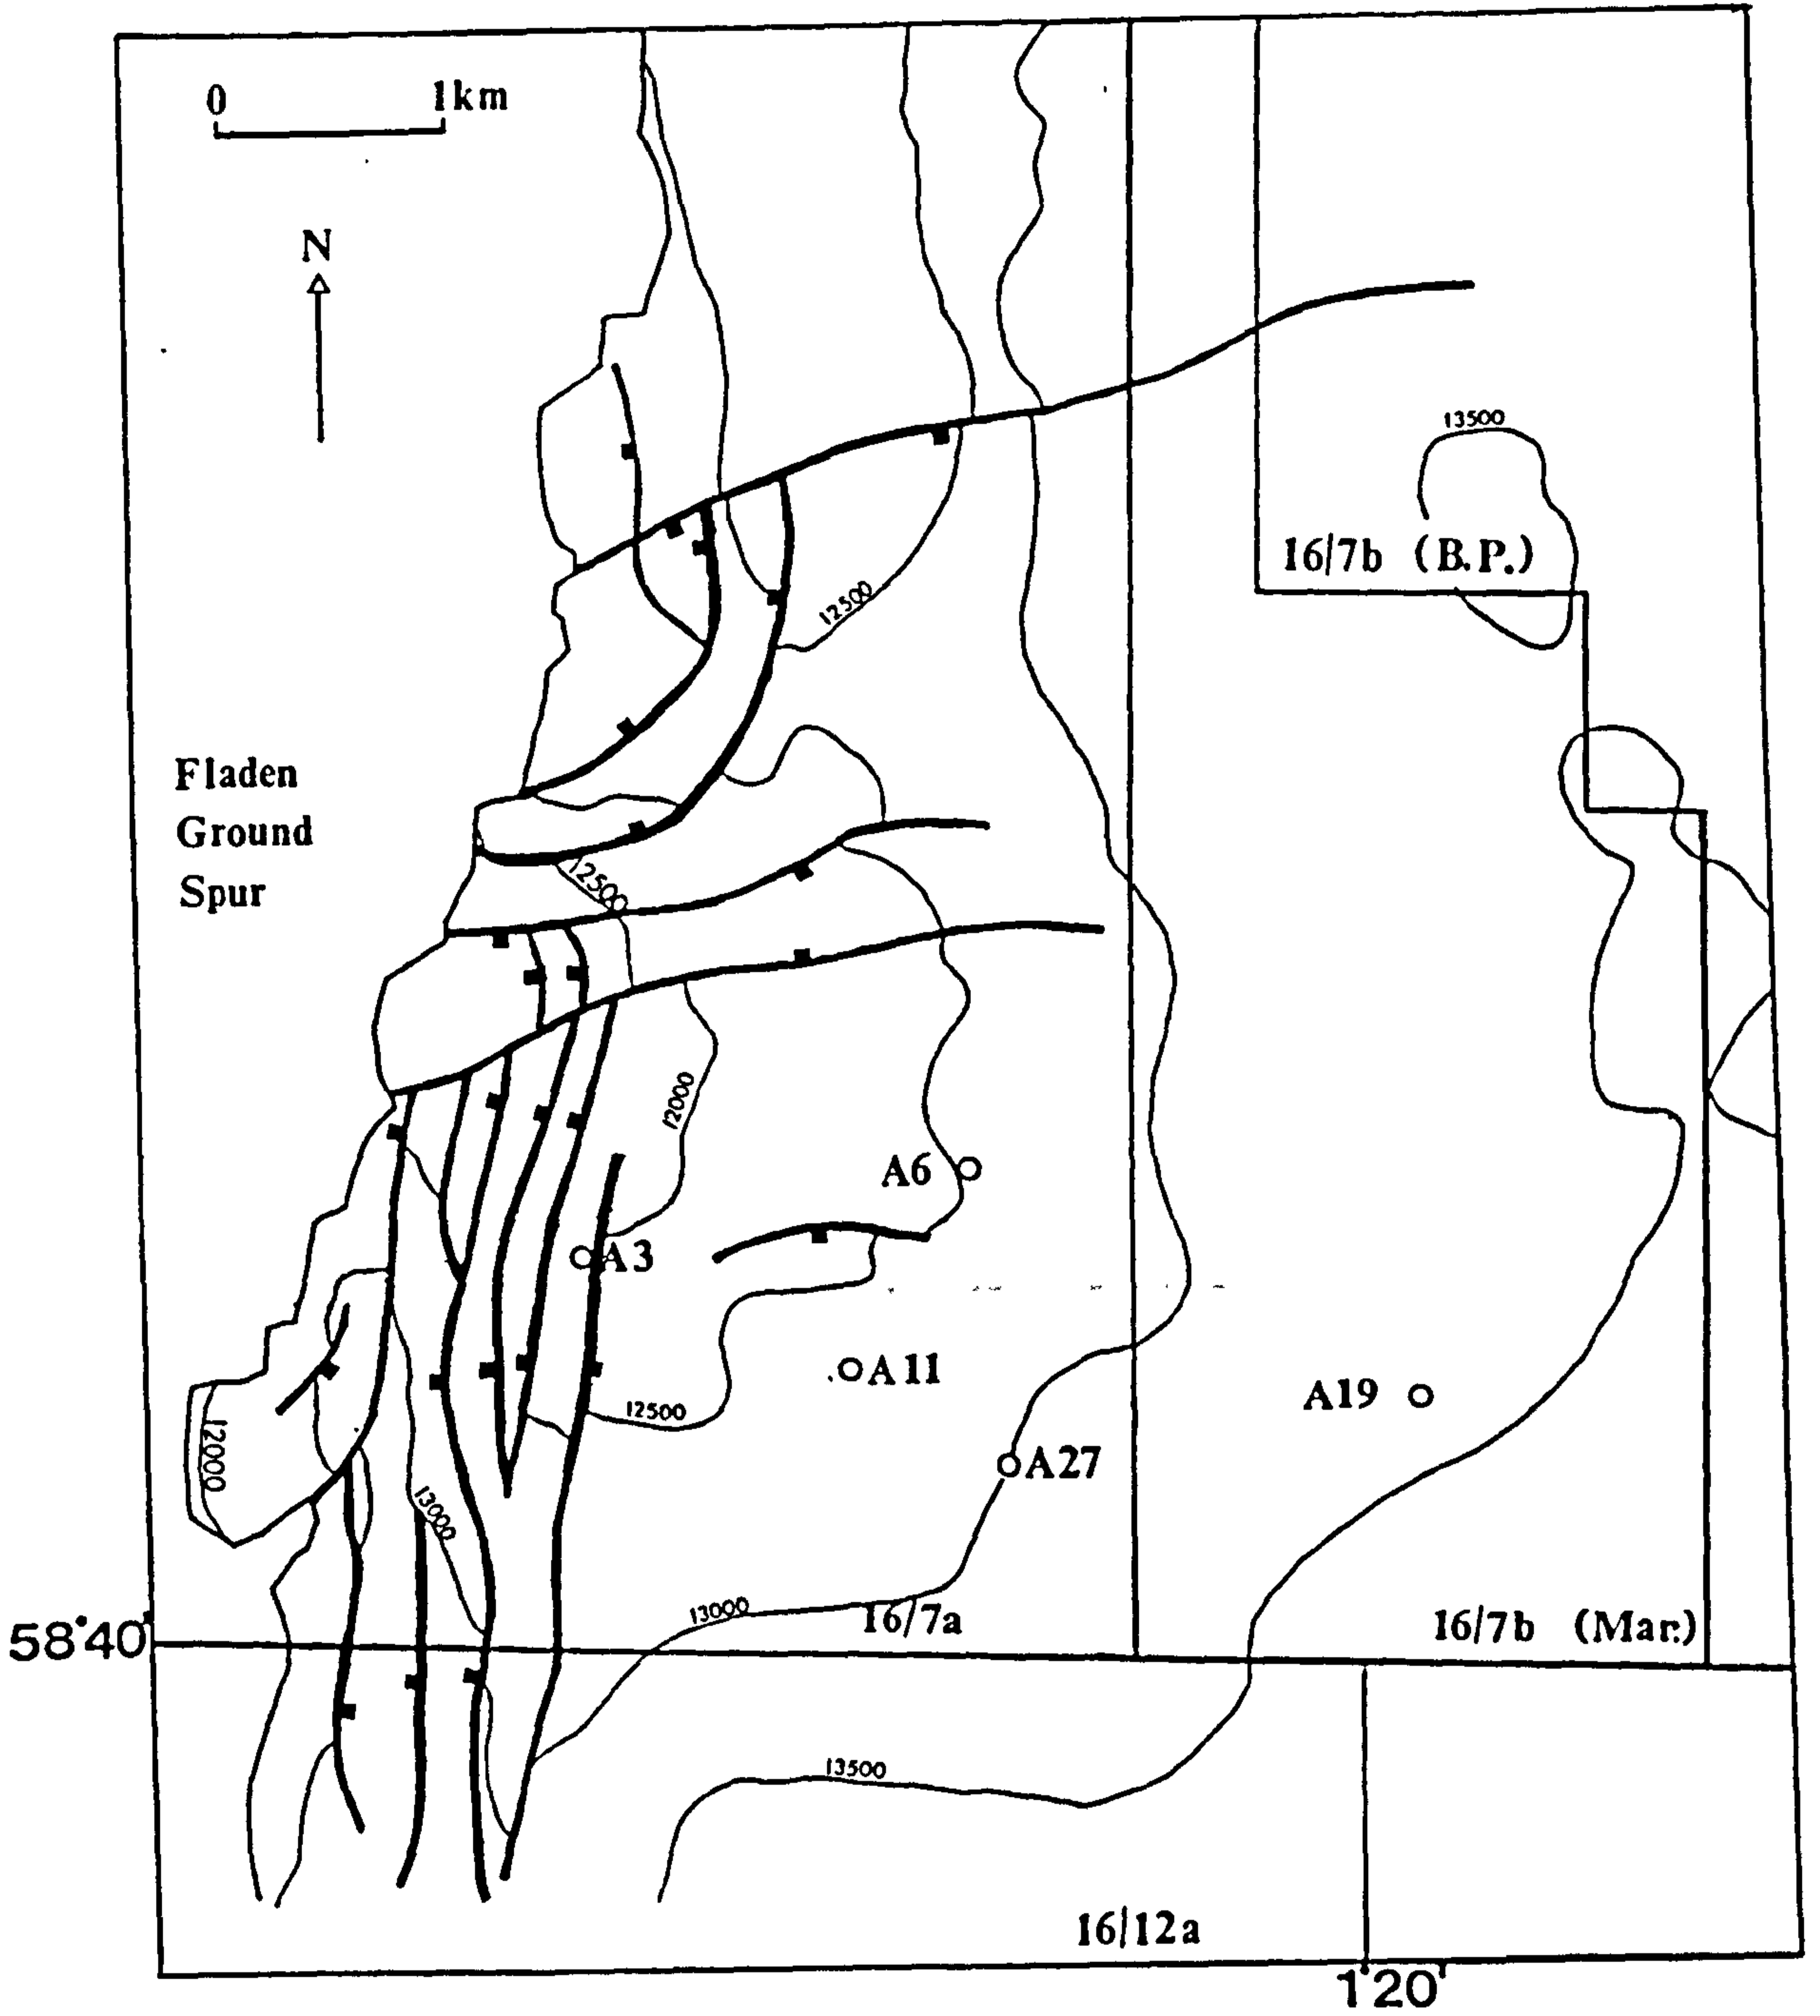 0 1km
N
13500
16/7b (B.P.)
12500
Fladen
Ground
Spur
12500
12000
A6
A3
A11
A19
12500
12000
A27
13000
13000
16/7a
16/7b (Mar.)
58°40'
13500
16/12a
1°20'